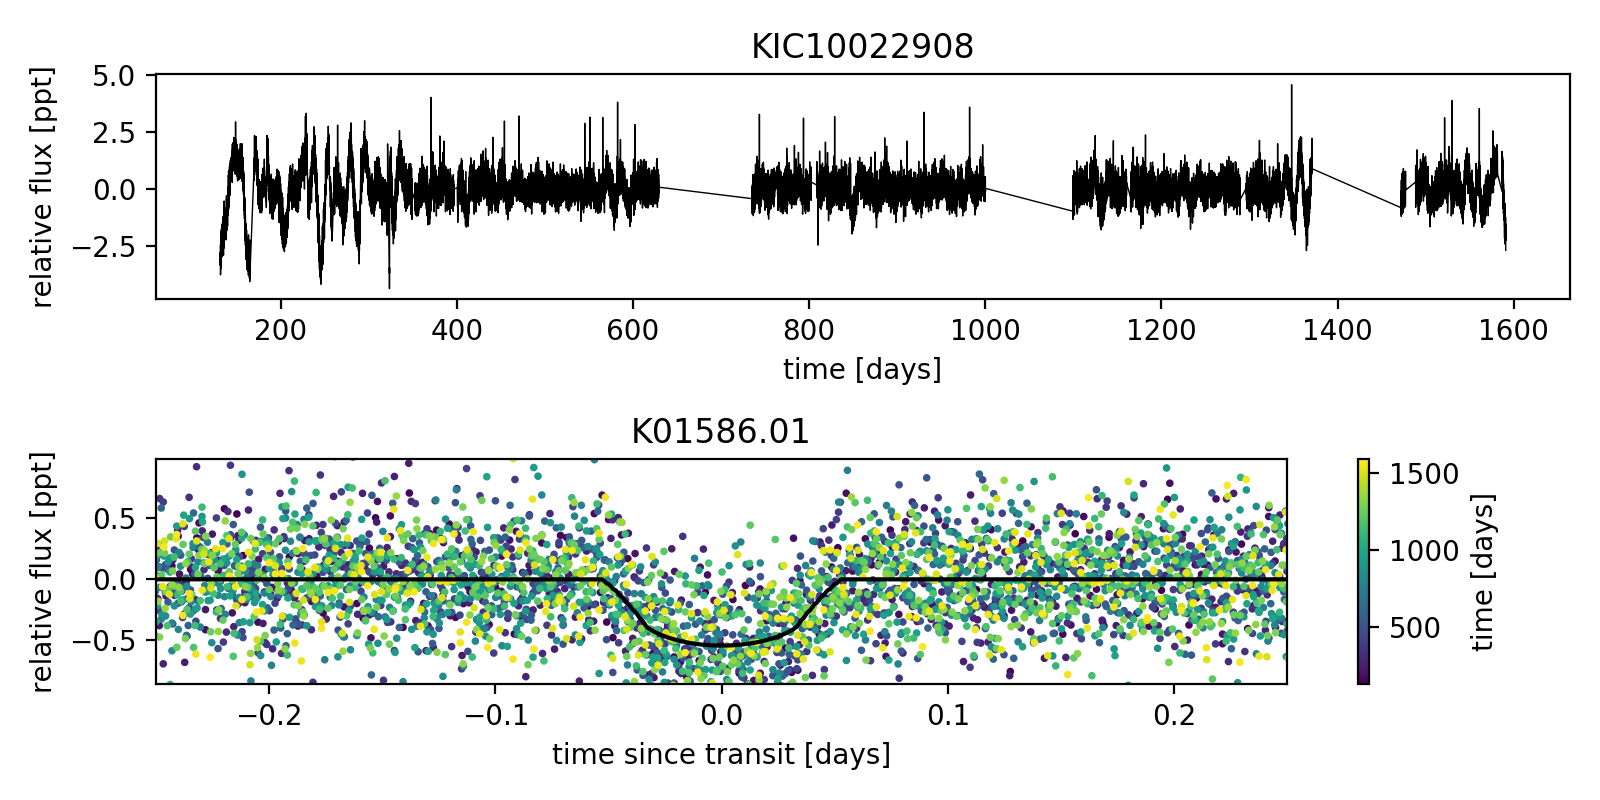 KIC10022908
relative flux [ppt]
5.0
2.5
0.0
−2.5
200 400 600 800 1000 1200 1400 1600
time [days]
K01586.01
relative flux [ppt]
0.5
0.0
−0.5
−0.2 −0.1 0.0 0.1 0.2
time since transit [days]
1500
1000
500
time [days]